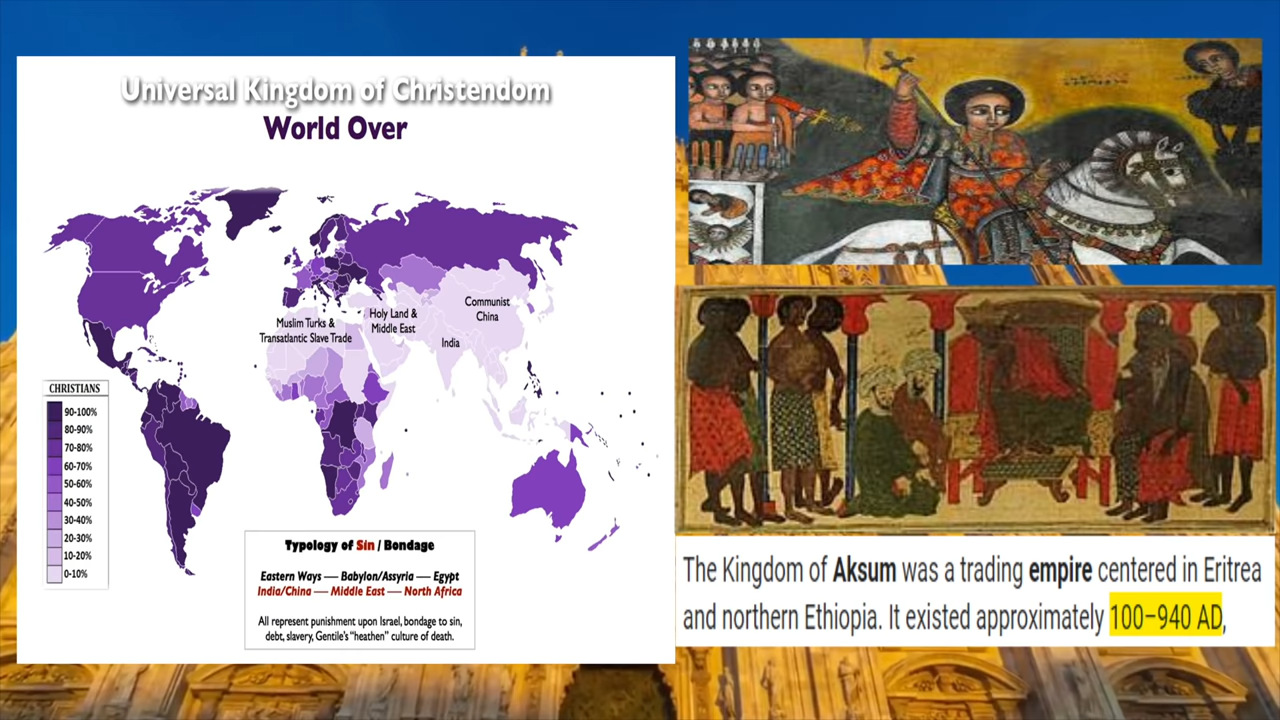 Universal Kingdom of Christendom
World Over
Muslim Turks &
Transatlantic Slave Trade
Holy Land &
Middle East
Communist
China
India
CHRISTIANS
90-100%
80-90%
70-80%
60-70%
50-60%
40-50%
30-40%
20-30%
10-20%
0-10%
Typology of Sin / Bondage
Eastern Ways — Babylon/Assyria — Egypt
India/China — Middle East — North Africa
All represent punishment upon Israel, bondage to sin,
debt, slavery, Gentile's "heathen" culture of death.
The Kingdom of Aksum was a trading empire centered in Eritrea
and northern Ethiopia. It existed approximately 100–940 AD,